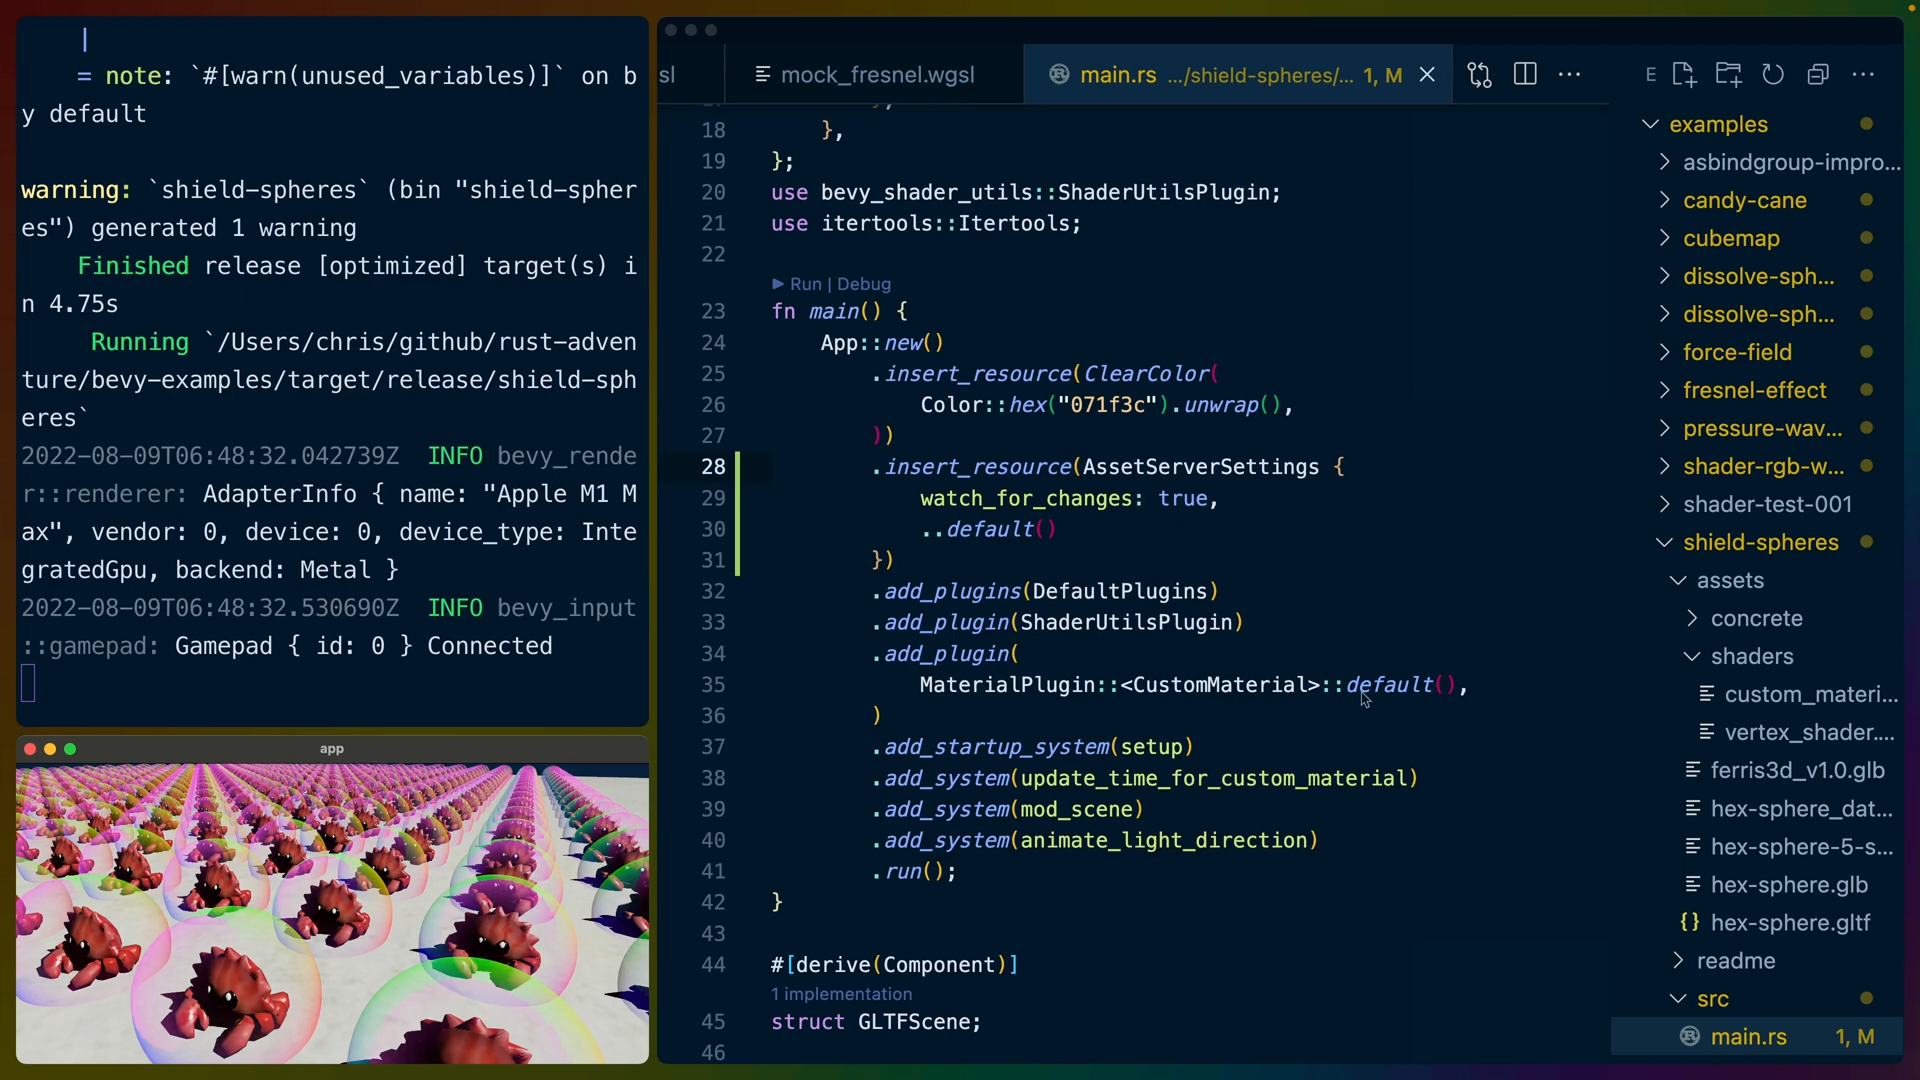 |
= note: `#[warn(unused_variables)]` on b
y default
warning: `shield-spheres` (bin "shield-spher
es") generated 1 warning
Finished release [optimized] target(s) i
n 4.75s
Running `/Users/chris/github/rust-adven
ture/bevy-examples/target/release/shield-sph
eres`
2022-08-09T06:48:32.042739Z  INFO bevy_rende
r::renderer: AdapterInfo { name: "Apple M1 M
ax", vendor: 0, device: 0, device_type: Inte
gratedGpu, backend: Metal }
2022-08-09T06:48:32.530690Z  INFO bevy_input
::gamepad: Gamepad { id: 0 } Connected
app
sl
mock_fresnel.wgsl
main.rs .../shield-spheres/... 1, M
18 },
19 };
20 use bevy_shader_utils::ShaderUtilsPlugin;
21 use itertools::Itertools;
22
Run | Debug
23 fn main() {
24 App::new()
25 .insert_resource(ClearColor(
26 Color::hex("071f3c").unwrap(),
27 ))
28 .insert_resource(AssetServerSettings {
29 watch_for_changes: true,
30 ..default()
31 })
32 .add_plugins(DefaultPlugins)
33 .add_plugin(ShaderUtilsPlugin)
34 .add_plugin(
35 MaterialPlugin::<CustomMaterial>::default(),
36 )
37 .add_startup_system(setup)
38 .add_system(update_time_for_custom_material)
39 .add_system(mod_scene)
40 .add_system(animate_light_direction)
41 .run();
42 }
43
44 #[derive(Component)]
1 implementation
45 struct GLTFScene;
46
E
examples
asbindgroup-impro...
candy-cane
cubemap
dissolve-sph...
dissolve-sph...
force-field
fresnel-effect
pressure-wav...
shader-rgb-w...
shader-test-001
shield-spheres
assets
concrete
shaders
custom_materi...
vertex_shader....
ferris3d_v1.0.glb
hex-sphere_dat...
hex-sphere-5-s...
hex-sphere.glb
{} hex-sphere.gltf
readme
src
main.rs 1, M